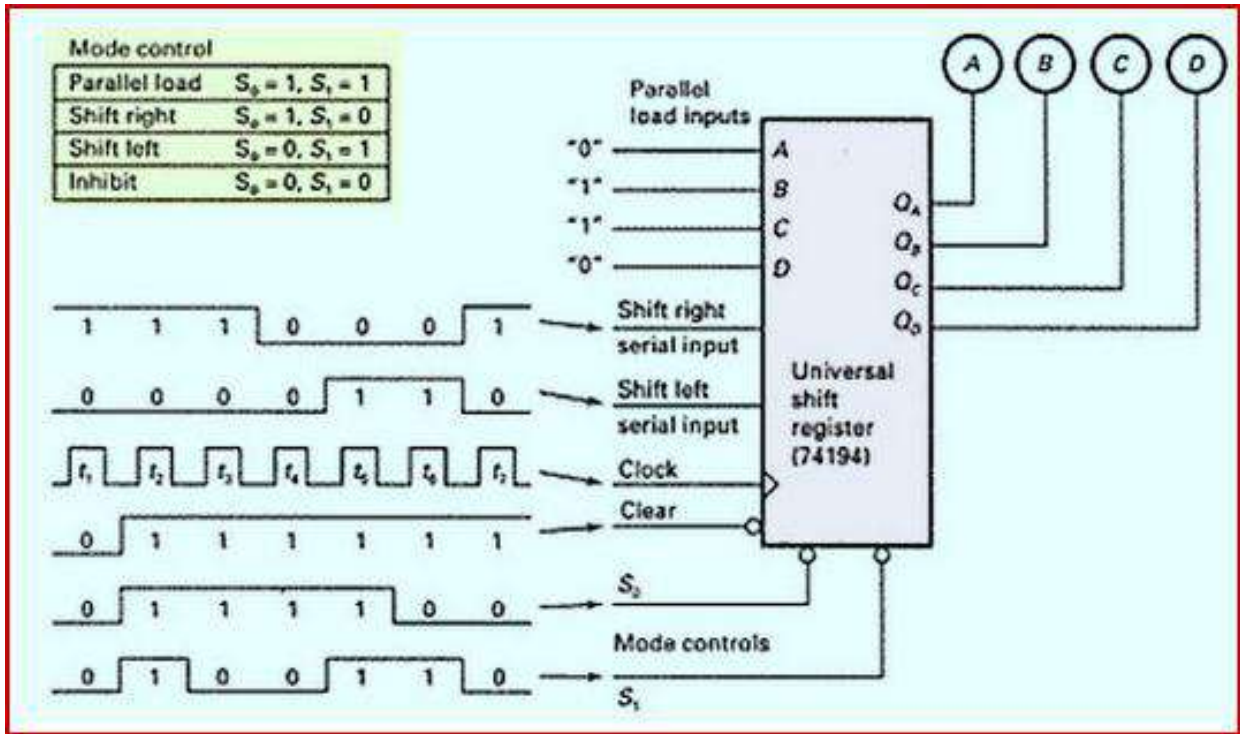 Mode control
Parallel load S₀ = 1, S₁ = 1
Shift right S₀ = 1, S₁ = 0
Shift left S₀ = 0, S₁ = 1
Inhibit S₀ = 0, S₁ = 0
A B C D
Parallel
load inputs
"0" A
"1" B
"1" C
"0" D
Q_A
Q_B
Q_C
Q_D
1 1 1 0 0 0 1
Shift right
serial input
0 0 0 0 1 1 0
Shift left
serial input
Universal
shift
register
(74194)
t₁ t₂ t₃ t₄ t₅ t₆ t₇
Clock
Clear
0 1 1 1 1 1 1
S₀
0 1 1 1 1 0 0
Mode controls
0 1 0 0 1 1 0
S₁